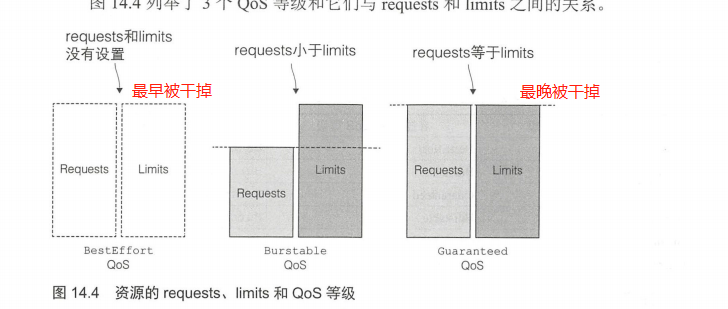 图 14.4 列举了 3 个 QoS 等级和它们与 requests 和 limits 之间的关系。
requests和limits
没有设置
requests小于limits
requests等于limits
最早被干掉
最晚被干掉
Requests
Limits
Requests
Limits
Requests
Limits
BestEffort
QoS
Burstable
QoS
Guaranteed
QoS
图 14.4 资源的 requests、limits 和 QoS 等级